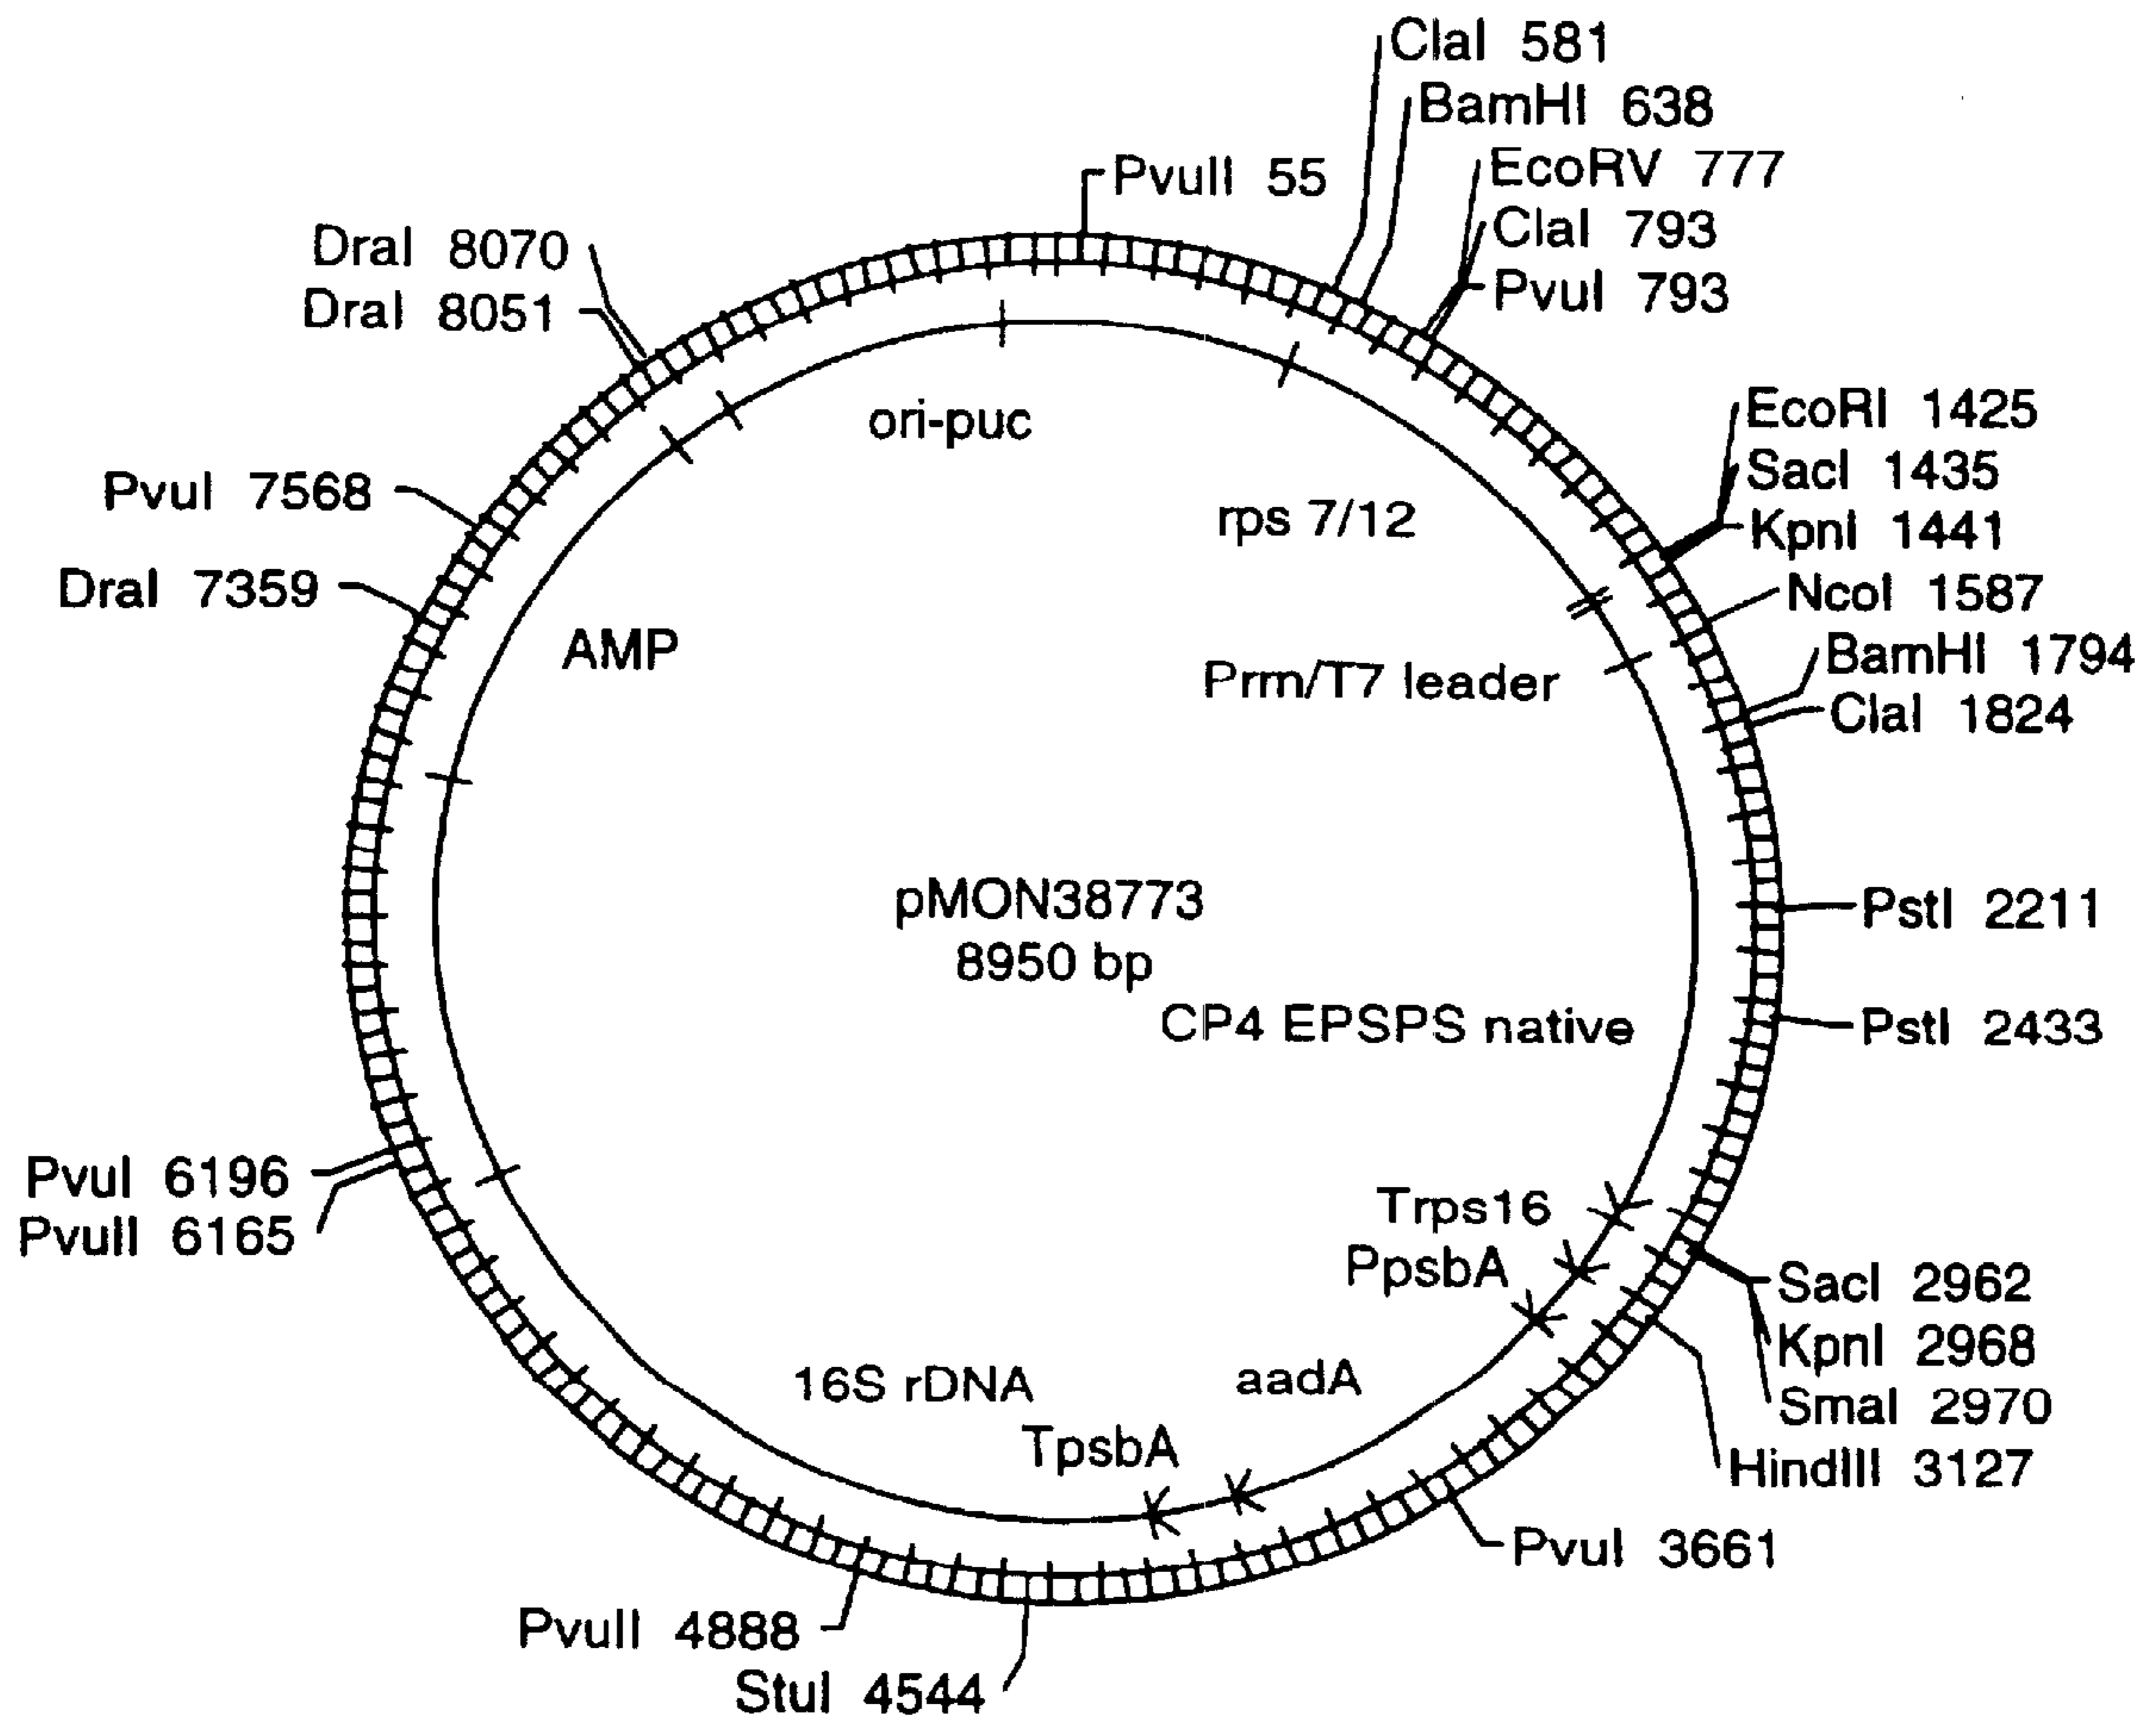 ClaI 581
BamHI 638
EcoRV 777
ClaI 793
PvuI 793
PvuII 55
DraI 8070
DraI 8051
EcoRI 1425
SacI 1435
KpnI 1441
NcoI 1587
BamHI 1794
ClaI 1824
PvuI 7568
DraI 7359
ori-puc
rps 7/12
AMP
Prrn/T7 leader
pMON38773
8950 bp
PstI 2211
CP4 EPSPS native
PstI 2433
PvuI 6196
PvuII 6165
Trps16
PpsbA
SacI 2962
KpnI 2968
SmaI 2970
HindIII 3127
16S rDNA
aadA
TpsbA
PvuI 3661
PvuII 4888
StuI 4544